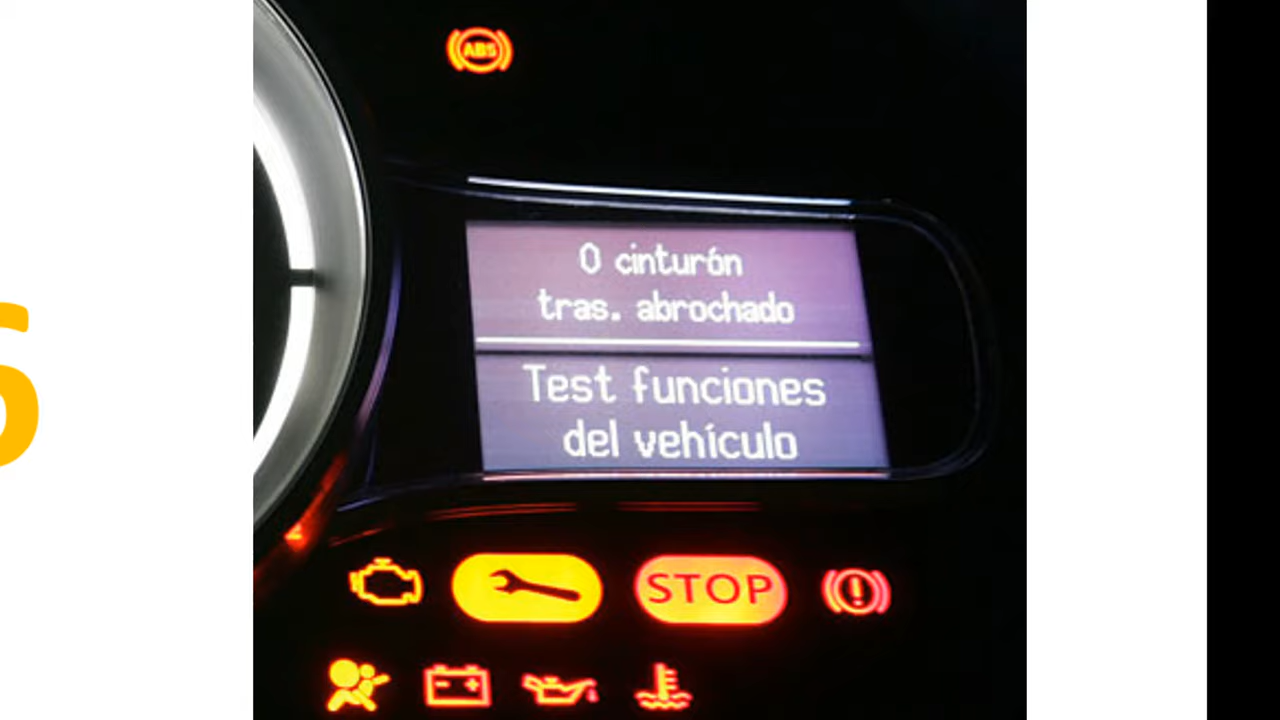 ABS
0 cinturón
tras. abrochado
Test funciones
del vehículo
STOP